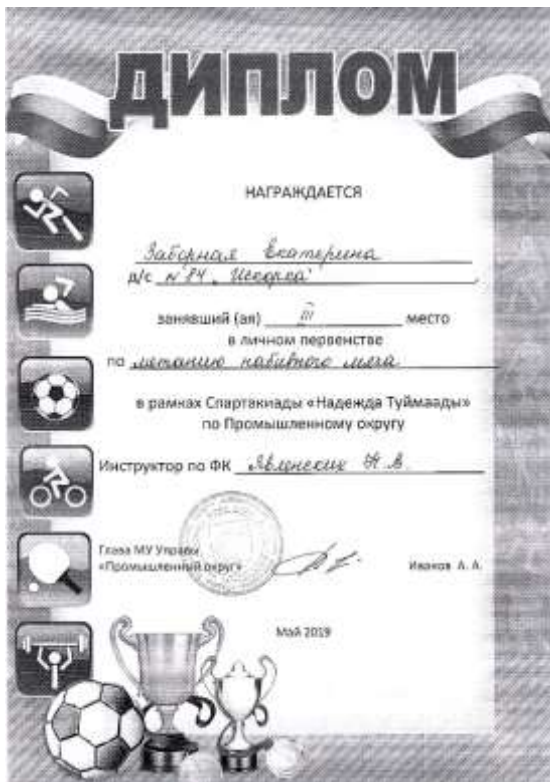 ДИПЛОМ
НАГРАЖДАЕТСЯ
Заборная Екатерина
д/с №84 „Искорка"
занявший (ая) III место
в личном первенстве
по метанию набивного мяча
в рамках Спартакиады «Надежда Туймаады»
по Промышленному округу
Инструктор по ФК Явленских Н.В.
Глава МУ Управы
«Промышленный округ» Иванов А. А.
Май 2019